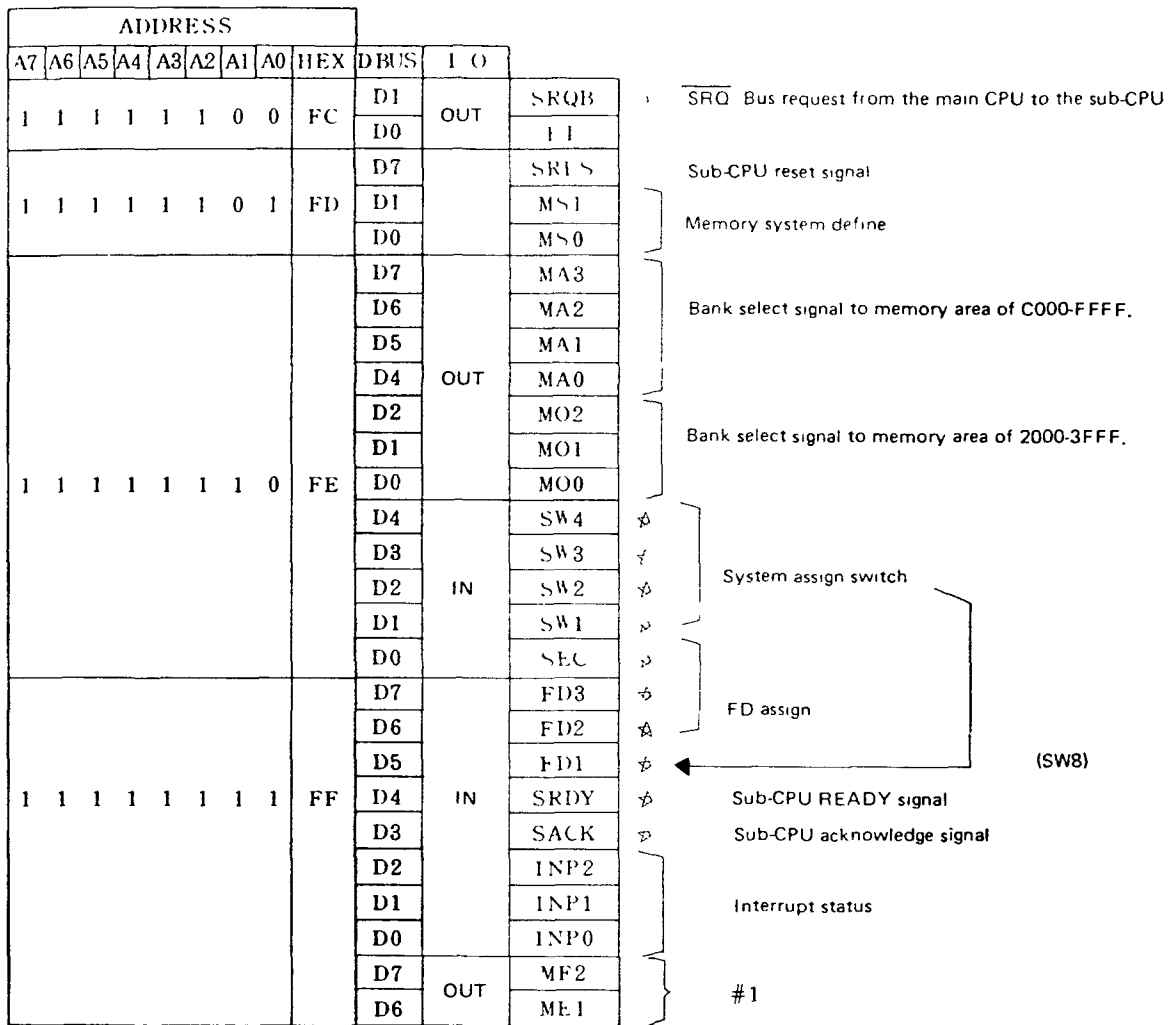 ADDRESS
A7 A6 A5 A4 A3 A2 A1 A0 HEX D BUS I O
1 1 1 1 1 1 0 0 FC OUT
D1 SRQB SRQ Bus request from the main CPU to the sub-CPU
D0
1 1 1 1 1 1 0 1 FD
D7 SRES Sub-CPU reset signal
D1 MS1
Memory system define
D0 MS0
1 1 1 1 1 1 1 0 FE
D7 MA3
D6 MA2 Bank select signal to memory area of C000-FFFF.
D5 MA1
D4 OUT MA0
D2 MO2
Bank select signal to memory area of 2000-3FFF.
D1 MO1
D0 MO0
D4 SW4
D3 SW3
System assign switch
D2 IN SW2
D1 SW1
D0 SEC
D7 FD3
FD assign
D6 FD2
D5 FD1 (SW8)
1 1 1 1 1 1 1 1 FF D4 IN SRDY Sub-CPU READY signal
D3 SACK Sub-CPU acknowledge signal
D2 INP2
D1 INP1 Interrupt status
D0 INP0
D7 OUT ME2
#1
D6 ME1